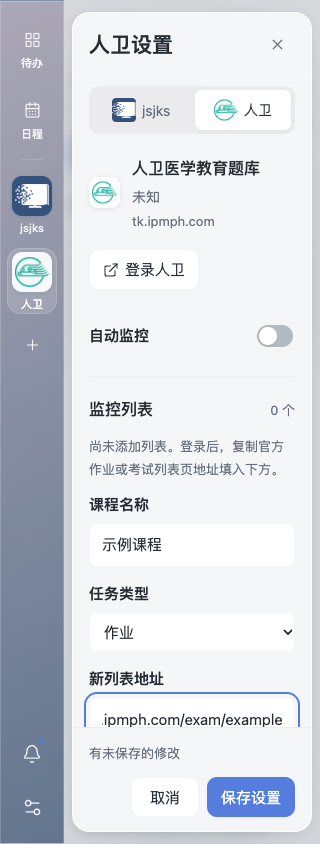 待办
日程
jsjks
人卫
人卫设置
jsjks
人卫
人卫医学教育题库
未知
tk.ipmph.com
登录人卫
自动监控
监控列表
0 个
尚未添加列表。登录后，复制官方
作业或考试列表页地址填入下方。
课程名称
示例课程
任务类型
作业
新列表地址
.ipmph.com/exam/example
有未保存的修改
取消
保存设置